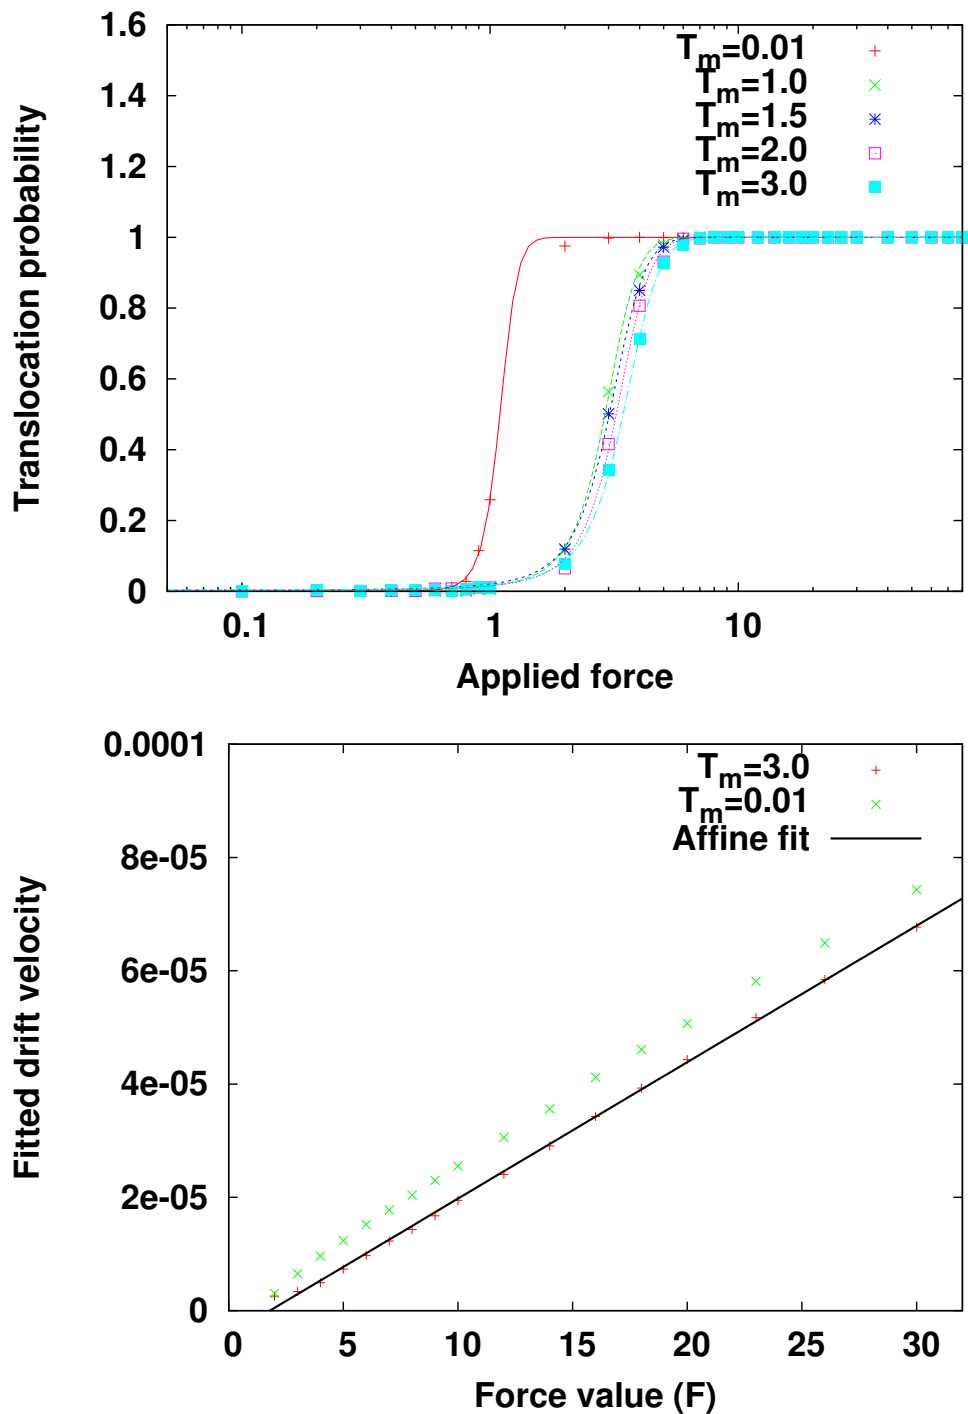 1.6
1.4
1.2
1
0.8
0.6
0.4
0.2
0
Translocation probability
T_m=0.01
T_m=1.0
T_m=1.5
T_m=2.0
T_m=3.0
0.1 1 10
Applied force
0.0001
8e-05
6e-05
4e-05
2e-05
0
Fitted drift velocity
T_m=3.0
T_m=0.01
Affine fit
0 5 10 15 20 25 30
Force value (F)